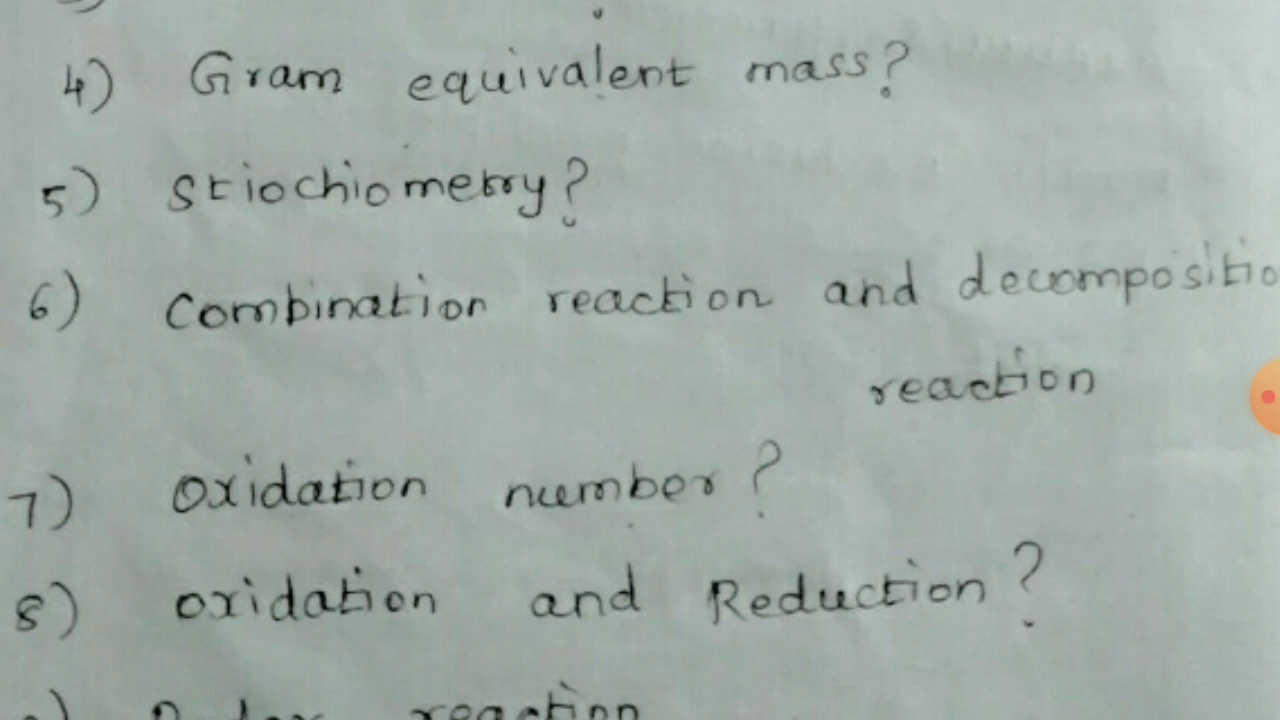 4) Gram equivalent mass?
5) Stiochiometry?
6) Combination reaction and decompositio
reaction
7) Oxidation number?
8) oxidation and Reduction?
reaction